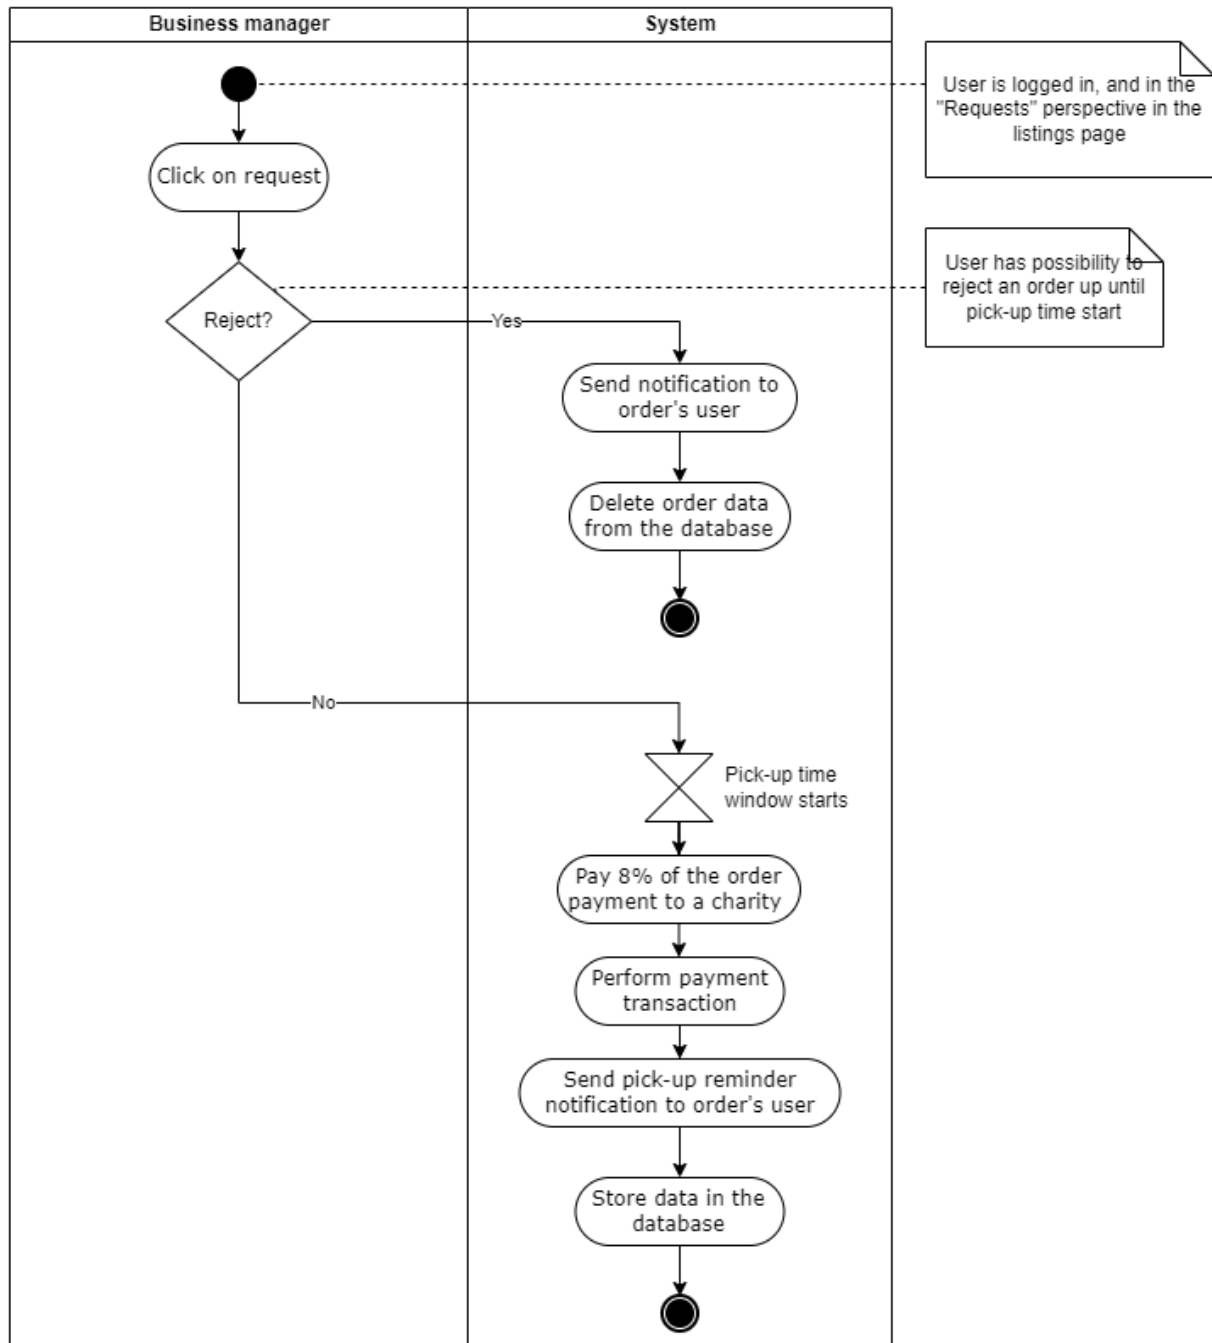 Business manager
System
User is logged in, and in the
"Requests" perspective in the
listings page
Click on request
User has possibility to
reject an order up until
pick-up time start
Reject?
Yes
Send notification to
order's user
Delete order data
from the database
No
Pick-up time
window starts
Pay 8% of the order
payment to a charity
Perform payment
transaction
Send pick-up reminder
notification to order's user
Store data in the
database